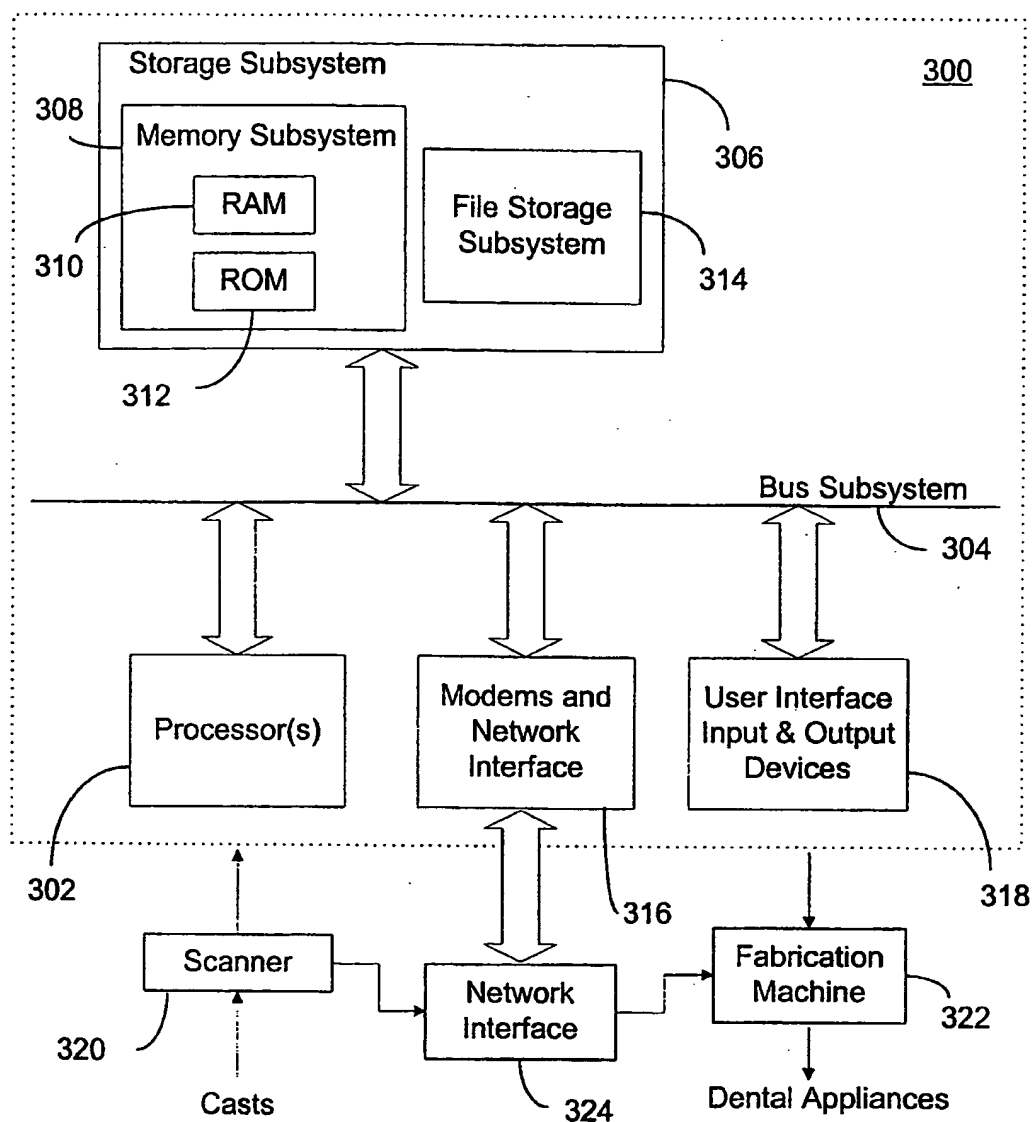 Storage Subsystem
300
308
Memory Subsystem
306
RAM
File Storage
Subsystem
310
ROM
314
312
Bus Subsystem
304
Processor(s)
Modems and
Network
Interface
User Interface
Input & Output
Devices
302
316
318
Scanner
Network
Interface
Fabrication
Machine
320
322
Casts
324
Dental Appliances